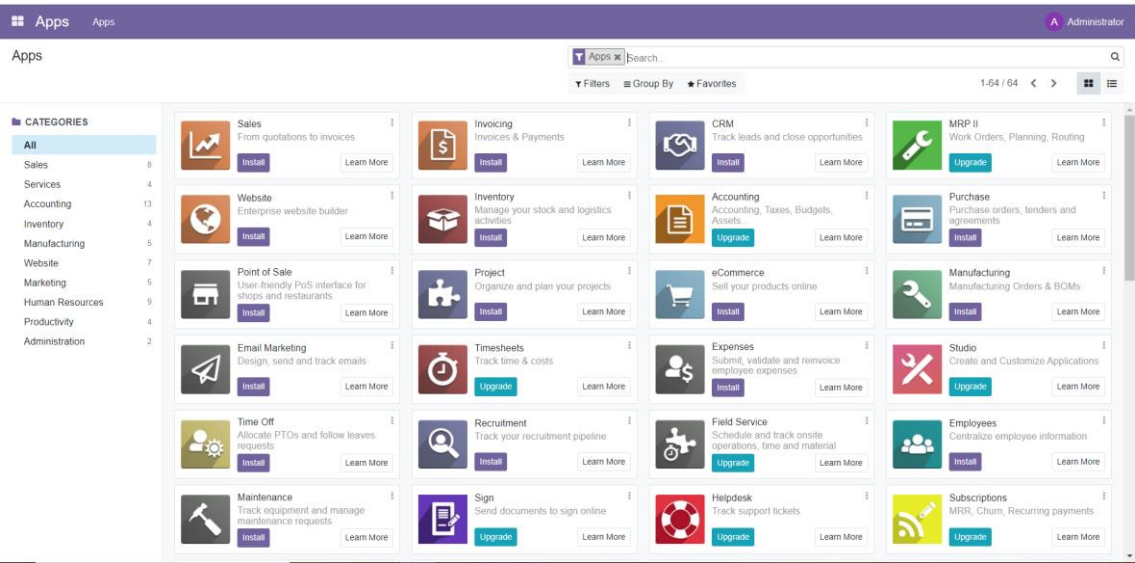 Apps Apps A Administrator
Apps
Apps × Search...
Filters Group By Favorites 1-64 / 64
CATEGORIES
All
Sales 8
Services 4
Accounting 13
Inventory 4
Manufacturing 5
Website 7
Marketing 5
Human Resources 9
Productivity 4
Administration 2
Sales
From quotations to invoices
Install Learn More
Invoicing
Invoices & Payments
Install Learn More
CRM
Track leads and close opportunities
Install Learn More
MRP II
Work Orders, Planning, Routing
Upgrade Learn More
Website
Enterprise website builder
Install Learn More
Inventory
Manage your stock and logistics
activities
Install Learn More
Accounting
Accounting, Taxes, Budgets,
Assets...
Upgrade Learn More
Purchase
Purchase orders, tenders and
agreements
Install Learn More
Point of Sale
User-friendly PoS interface for
shops and restaurants
Install Learn More
Project
Organize and plan your projects
Install Learn More
eCommerce
Sell your products online
Install Learn More
Manufacturing
Manufacturing Orders & BOMs
Install Learn More
Email Marketing
Design, send and track emails
Install Learn More
Timesheets
Track time & costs
Upgrade Learn More
Expenses
Submit, validate and reinvoice
employee expenses
Install Learn More
Studio
Create and Customize Applications
Upgrade Learn More
Time Off
Allocate PTOs and follow leaves
requests
Install Learn More
Recruitment
Track your recruitment pipeline
Install Learn More
Field Service
Schedule and track onsite
operations, time and material
Upgrade Learn More
Employees
Centralize employee information
Install Learn More
Maintenance
Track equipment and manage
maintenance requests
Install Learn More
Sign
Send documents to sign online
Upgrade Learn More
Helpdesk
Track support tickets
Upgrade Learn More
Subscriptions
MRR, Churn, Recurring payments
Upgrade Learn More